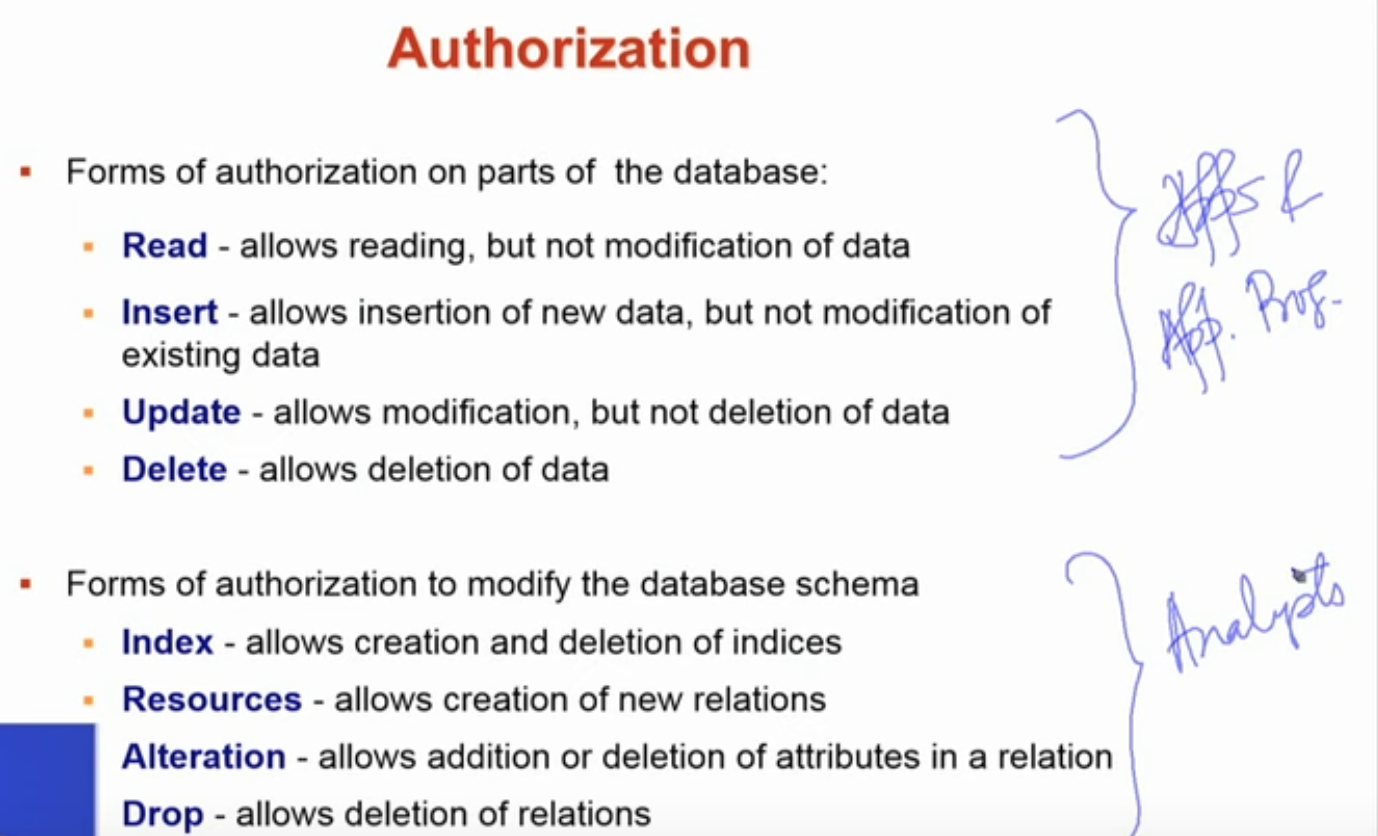 Authorization
▪ Forms of authorization on parts of the database:
▪ Read - allows reading, but not modification of data
▪ Insert - allows insertion of new data, but not modification of
existing data
▪ Update - allows modification, but not deletion of data
▪ Delete - allows deletion of data
Apps &
App. Prog.
▪ Forms of authorization to modify the database schema
▪ Index - allows creation and deletion of indices
▪ Resources - allows creation of new relations
Alteration - allows addition or deletion of attributes in a relation
Drop - allows deletion of relations
Analysts